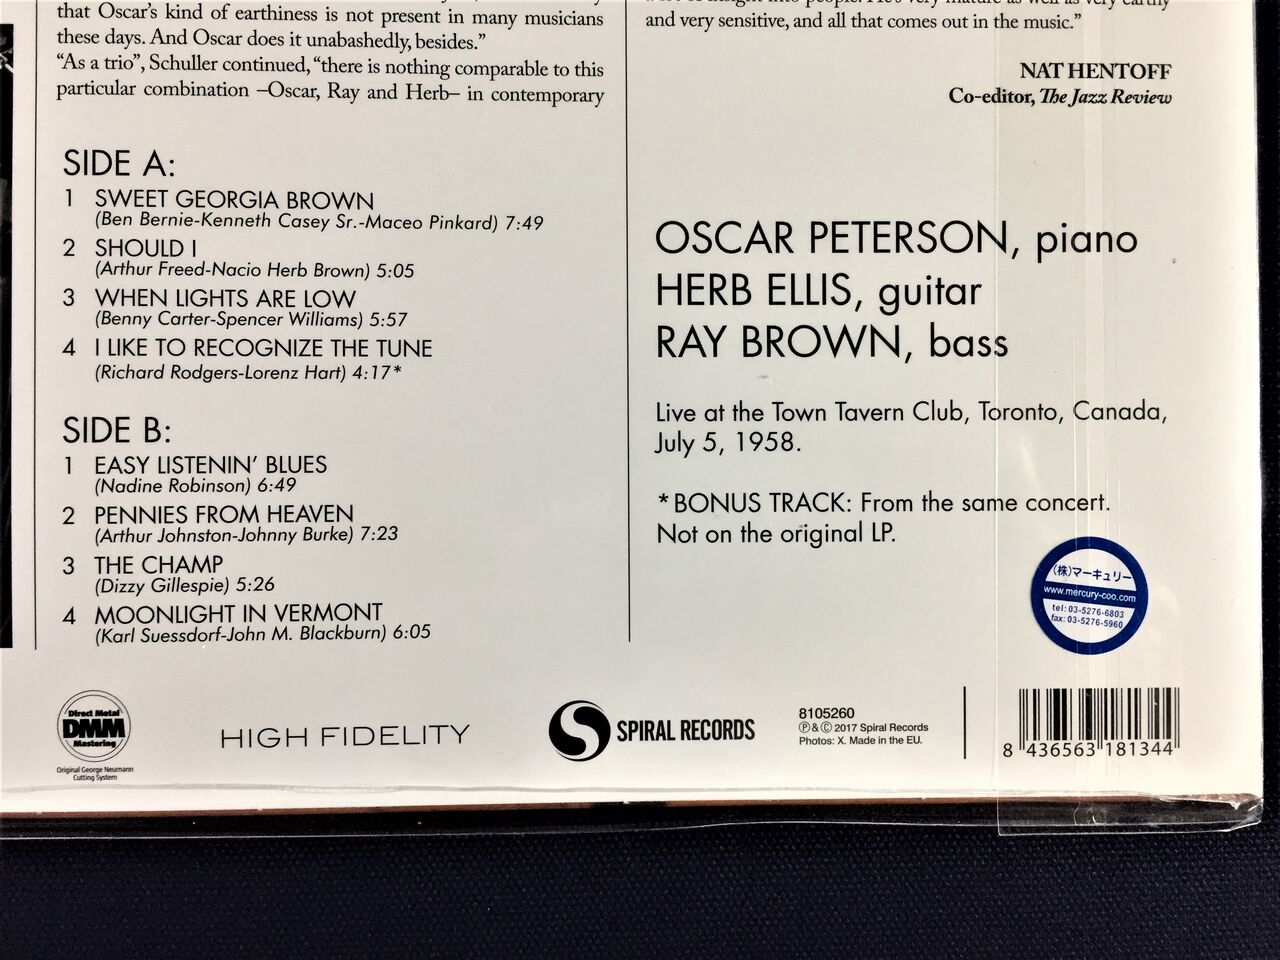 that Oscar's kind of earthiness is not present in many musicians
these days. And Oscar does it unabashedly, besides."
"As a trio", Schuller continued, "there is nothing comparable to this
particular combination –Oscar, Ray and Herb– in contemporary
and very sensitive, and all that comes out in the music."
NAT HENTOFF
Co-editor, The Jazz Review
SIDE A:
1 SWEET GEORGIA BROWN
(Ben Bernie-Kenneth Casey Sr.-Maceo Pinkard) 7:49
2 SHOULD I
(Arthur Freed-Nacio Herb Brown) 5:05
3 WHEN LIGHTS ARE LOW
(Benny Carter-Spencer Williams) 5:57
4 I LIKE TO RECOGNIZE THE TUNE
(Richard Rodgers-Lorenz Hart) 4:17*
SIDE B:
1 EASY LISTENIN' BLUES
(Nadine Robinson) 6:49
2 PENNIES FROM HEAVEN
(Arthur Johnston-Johnny Burke) 7:23
3 THE CHAMP
(Dizzy Gillespie) 5:26
4 MOONLIGHT IN VERMONT
(Karl Suessdorf-John M. Blackburn) 6:05
OSCAR PETERSON, piano
HERB ELLIS, guitar
RAY BROWN, bass
Live at the Town Tavern Club, Toronto, Canada,
July 5, 1958.
*BONUS TRACK: From the same concert.
Not on the original LP.
(株)マーキュリー
www.mercury-coo.com
tel: 03-5276-6803
fax: 03-5276-5960
Direct Metal
DMM
Mastering
Original George Neumann
Cutting System
HIGH FIDELITY
SPIRAL RECORDS
8105260
℗&© 2017 Spiral Records
Photos: X. Made in the EU.
8 436563 181344